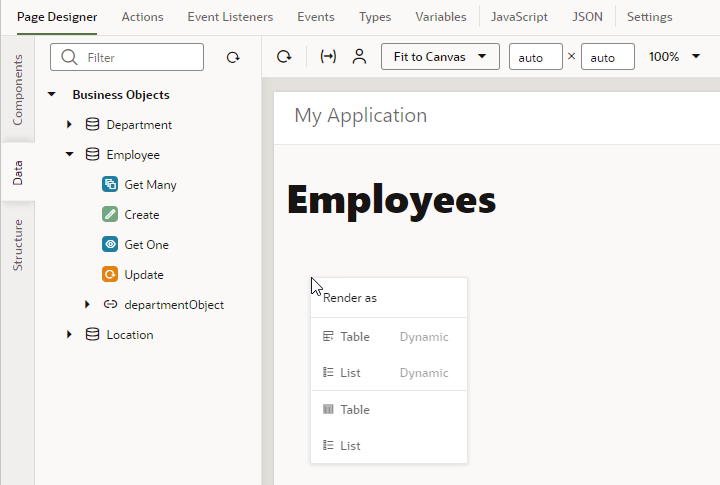 Page Designer Actions Event Listeners Events Types Variables JavaScript JSON Settings
Components
Data
Structure
Filter
Business Objects
Department
Employee
Get Many
Create
Get One
Update
departmentObject
Location
Fit to Canvas auto × auto 100%
My Application
Employees
Render as
Table Dynamic
List Dynamic
Table
List